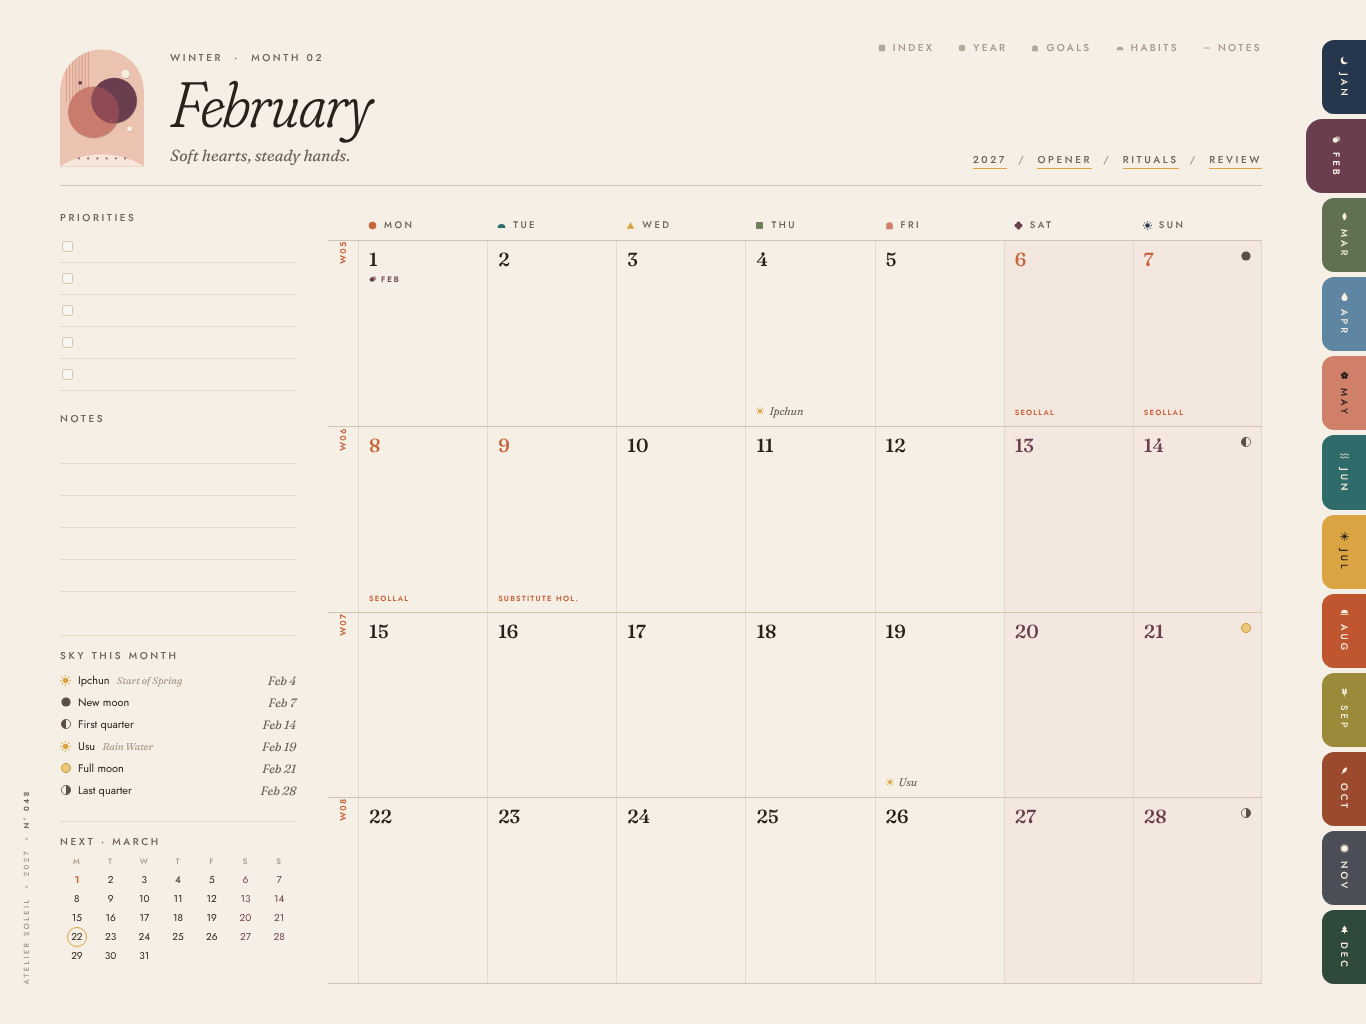 WINTER · MONTH 02
February
Soft hearts, steady hands.
INDEX YEAR GOALS HABITS NOTES
2027 / OPENER / RITUALS / REVIEW
PRIORITIES
NOTES
SKY THIS MONTH
Ipchun Start of Spring Feb 4
New moon Feb 7
First quarter Feb 14
Usu Rain Water Feb 19
Full moon Feb 21
Last quarter Feb 28
NEXT · MARCH
M T W T F S S
1 2 3 4 5 6 7
8 9 10 11 12 13 14
15 16 17 18 19 20 21
22 23 24 25 26 27 28
29 30 31
ATELIER SOLEIL ◦ 2027 ◦ N° 048
MON TUE WED THU FRI SAT SUN
W05
1 2 3 4 5 6 7
FEB
Ipchun SEOLLAL SEOLLAL
W06
8 9 10 11 12 13 14
SEOLLAL SUBSTITUTE HOL.
W07
15 16 17 18 19 20 21
Usu
W08
22 23 24 25 26 27 28
JAN
FEB
MAR
APR
MAY
JUN
JUL
AUG
SEP
OCT
NOV
DEC